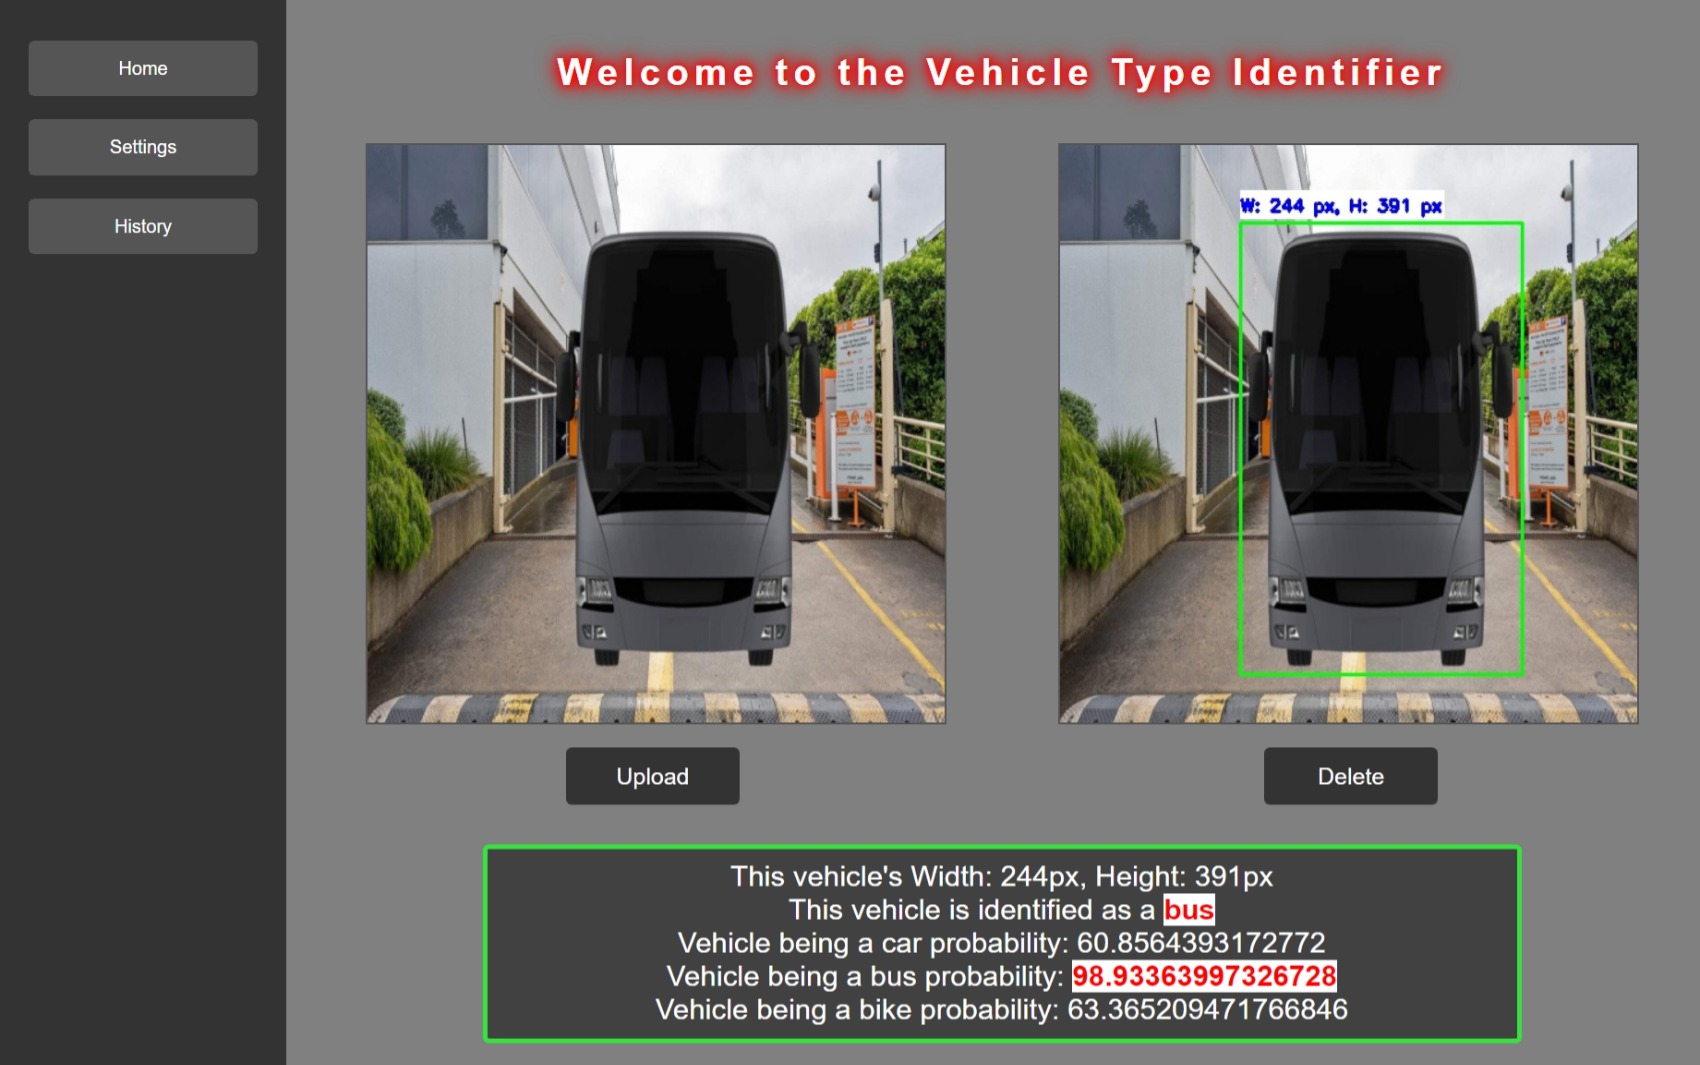 Home
Settings
History
Welcome to the Vehicle Type Identifier
W: 244 px, H: 391 px
Upload
Delete
This vehicle's Width: 244px, Height: 391px
This vehicle is identified as a bus
Vehicle being a car probability: 60.8564393172772
Vehicle being a bus probability: 98.93363997326728
Vehicle being a bike probability: 63.365209471766846